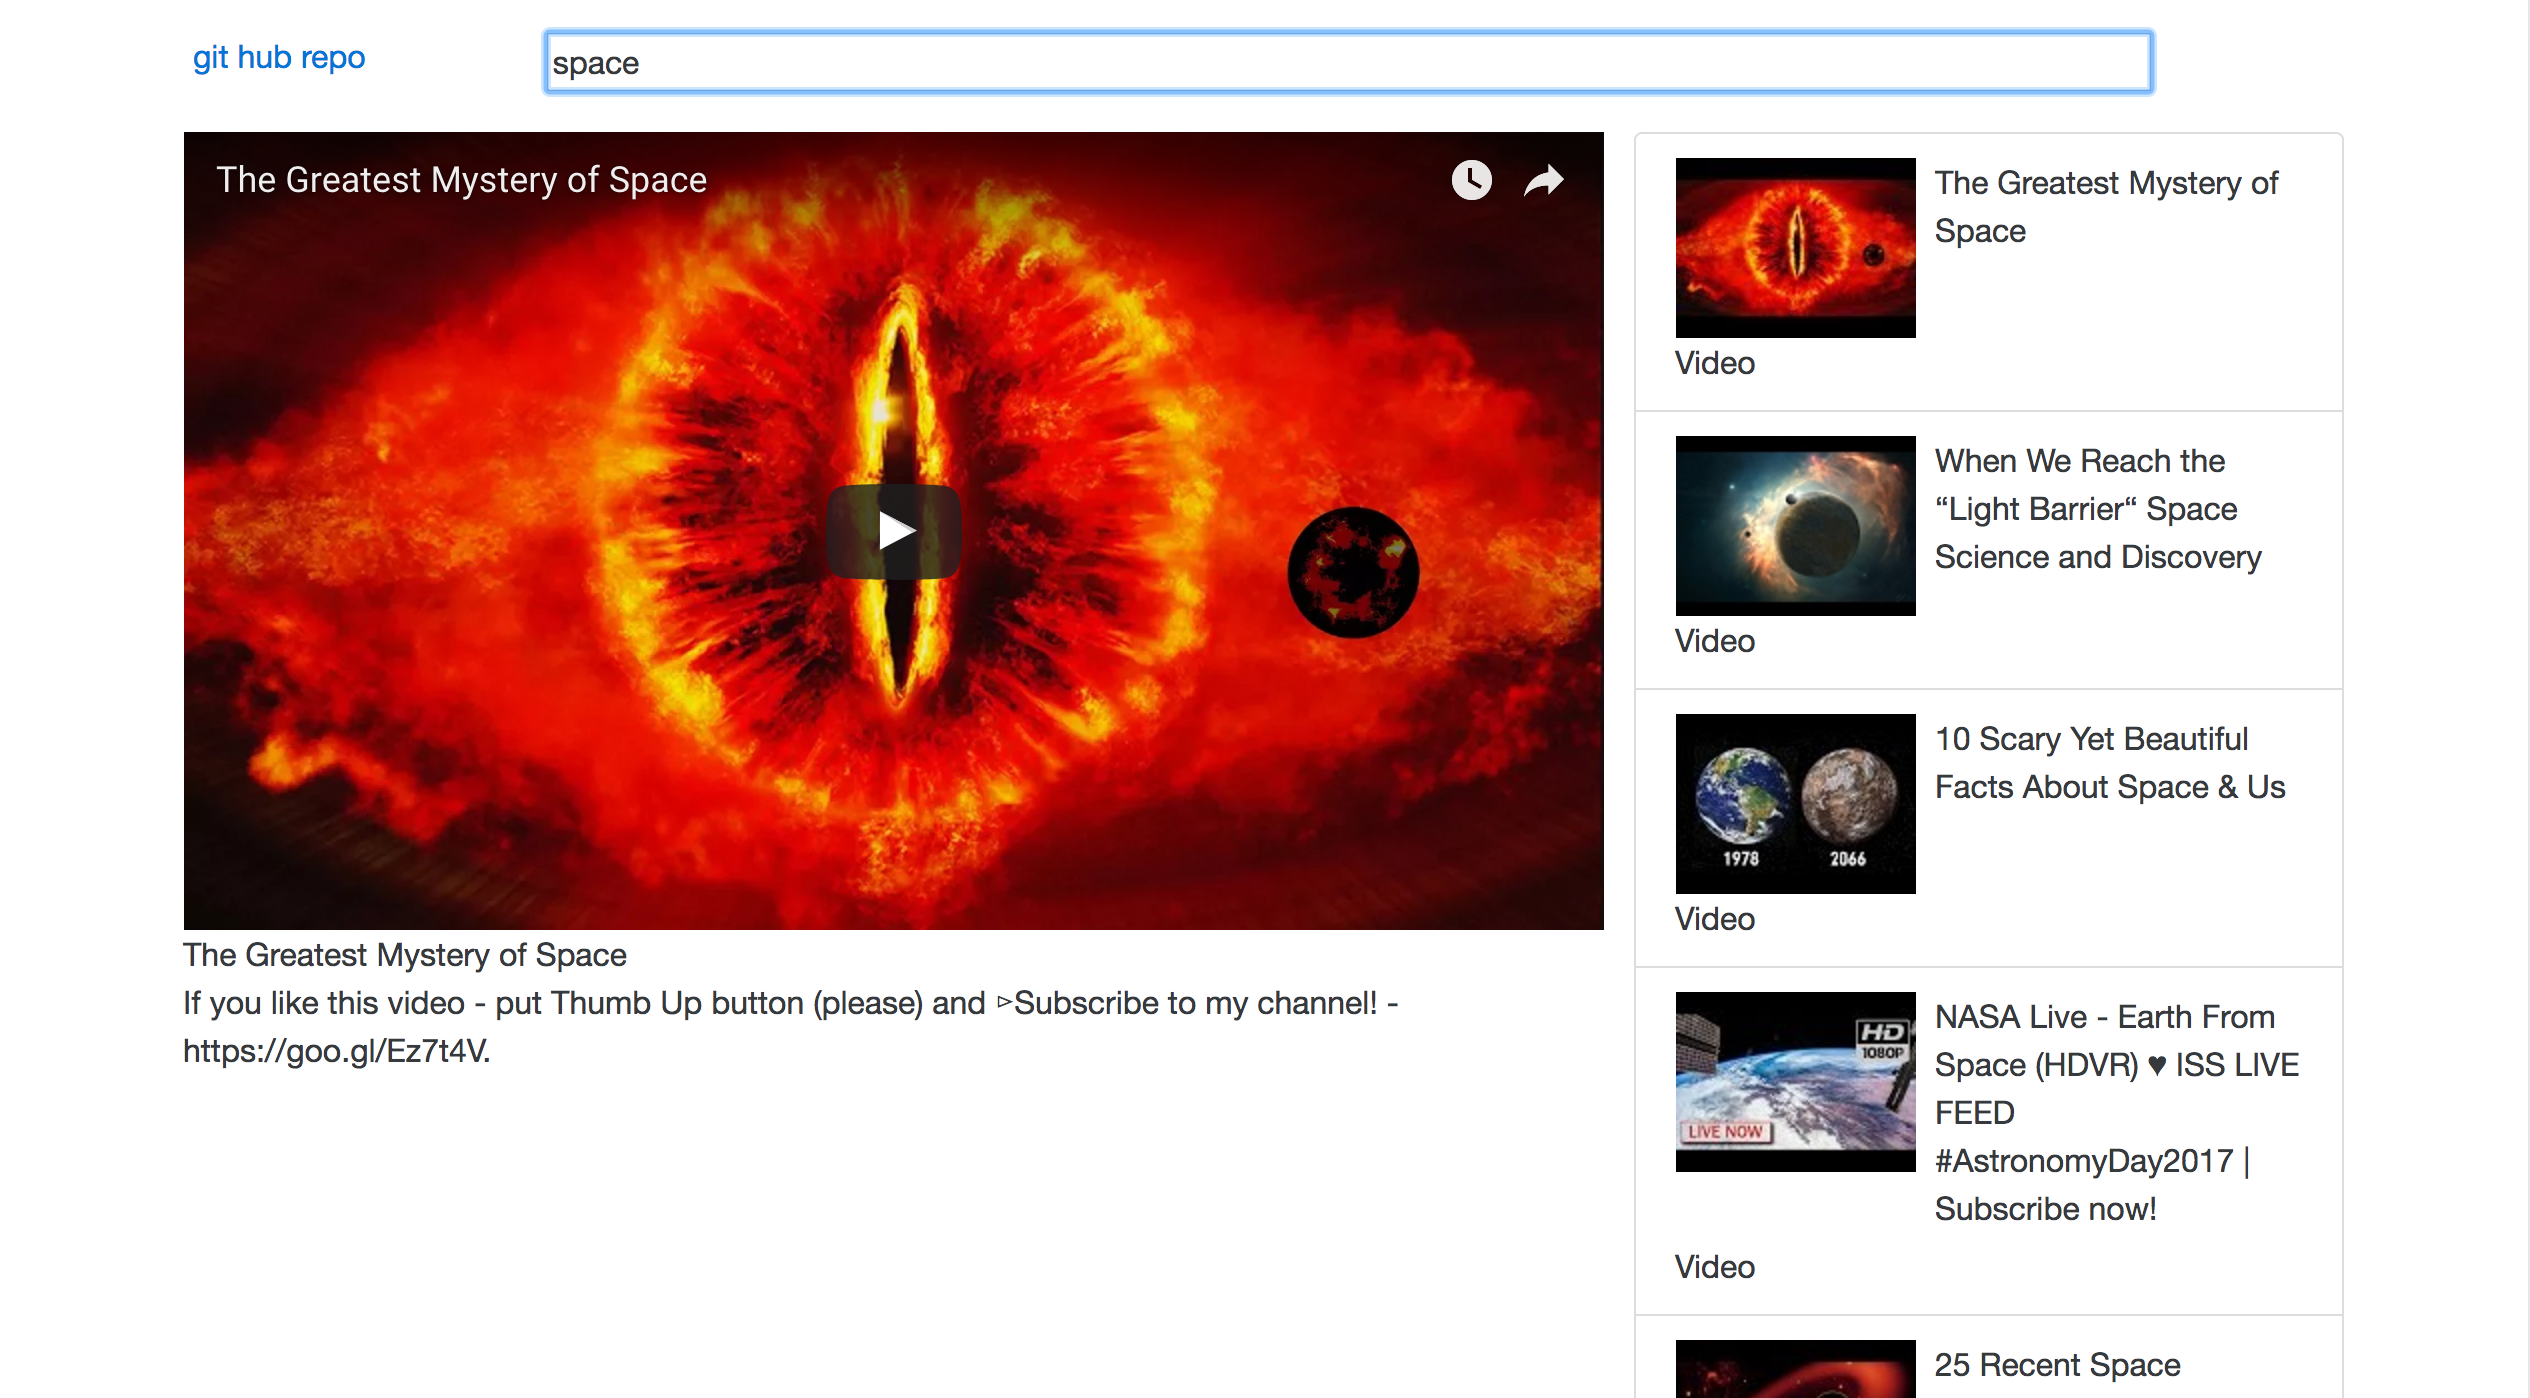 git hub repo
space
The Greatest Mystery of Space
The Greatest Mystery of Space
If you like this video - put Thumb Up button (please) and ▻Subscribe to my channel! -
https://goo.gl/Ez7t4V.
The Greatest Mystery of
Space
Video
When We Reach the
“Light Barrier“ Space
Science and Discovery
Video
1978 2066
10 Scary Yet Beautiful
Facts About Space & Us
Video
HD
1080P
LIVE NOW
NASA Live - Earth From
Space (HDVR) ♥ ISS LIVE
FEED
#AstronomyDay2017 |
Subscribe now!
Video
25 Recent Space